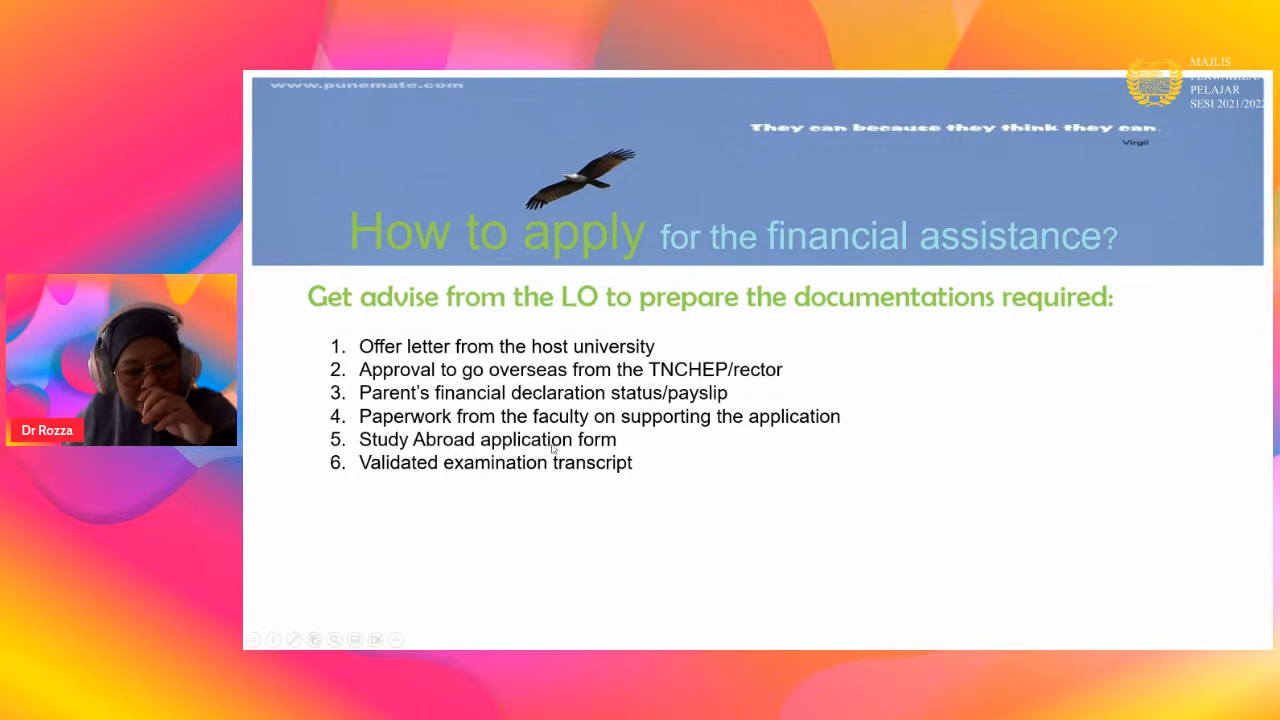 www.punemate.com
MAJLIS
PERWAKILAN
PELAJAR
SESI 2021/2022
They can because they think they can.
Virgil
How to apply for the financial assistance?
Get advise from the LO to prepare the documentations required:
1. Offer letter from the host university
2. Approval to go overseas from the TNCHEP/rector
3. Parent's financial declaration status/payslip
4. Paperwork from the faculty on supporting the application
5. Study Abroad application form
6. Validated examination transcript
Dr Rozza